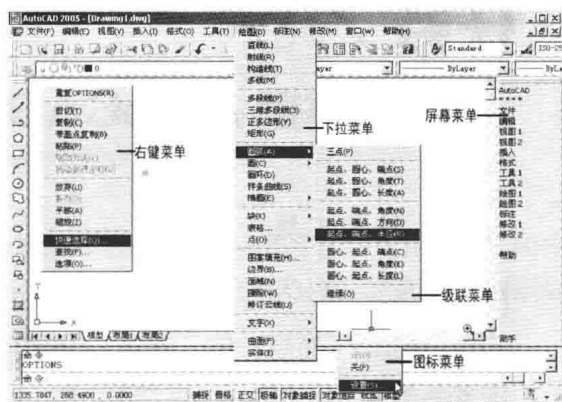 AutoCAD 2005 - [Drawing1.dwg]
文件(F) 编辑(E) 视图(V) 插入(I) 格式(O) 工具(T) 绘图(D) 标注(N) 修改(M) 窗口(W) 帮助(H)
Standard
ISO-25
0
ayer
ByLayer
ByL
重复OPTIONS(R)
剪切(T)
复制(C)
带基点复制(B)
粘贴(P)
放弃(U)
平移(A)
缩放(Z)
快速选择(Q)...
查找(F)...
选项(O)...
右键菜单
直线(L)
射线(R)
构造线(T)
多线(M)
多段线(P)
三维多段线(3)
正多边形(Y)
矩形(G)
圆弧(A)
圆(C)
圆环(D)
样条曲线(S)
椭圆(E)
块(K)
表格...
点(O)
图案填充(H)...
边界(B)...
面域(N)
擦除(W)
修订云线(U)
文字(X)
曲面(F)
实体(I)
下拉菜单
三点(P)
起点、圆心、端点(S)
起点、圆心、角度(T)
起点、圆心、长度(A)
起点、端点、角度(N)
起点、端点、方向(D)
起点、端点、半径(R)
圆心、起点、端点(C)
圆心、起点、角度(E)
圆心、起点、长度(L)
继续(O)
级联菜单
屏幕菜单
AutoCAD
* * * *
文件
编辑
视图 1
视图 2
插入
格式
工具 1
工具 2
绘图 1
绘图 2
标注
修改 1
修改 2
帮助
助手
Y
X
模型 布局1 布局2
命令
OPTIONS
命令
关(F)
设置(S)...
图标菜单
1335.7847, 268.4900 , 0.0000 捕捉 栅格 正交 极轴 对象捕捉 对象追踪 线宽 模型